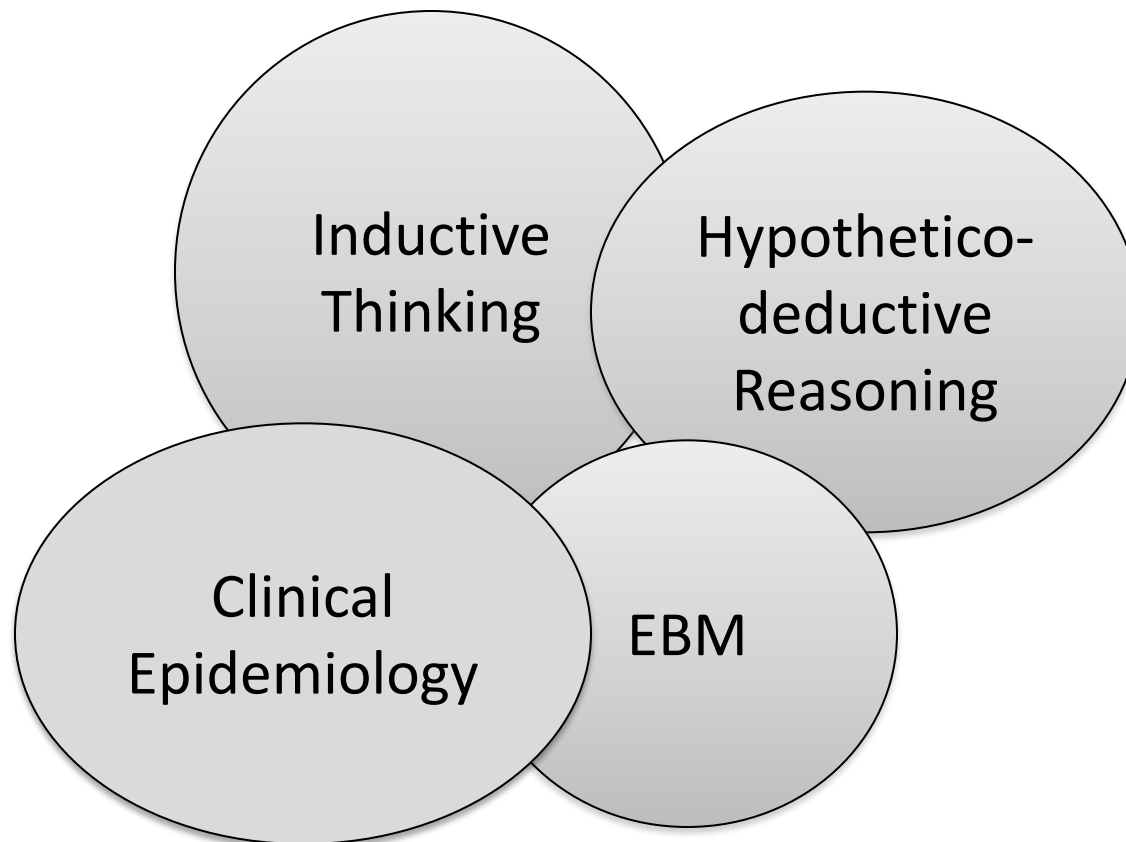 Inductive
Thinking
Hypothetico-
deductive
Reasoning
Clinical
Epidemiology
EBM